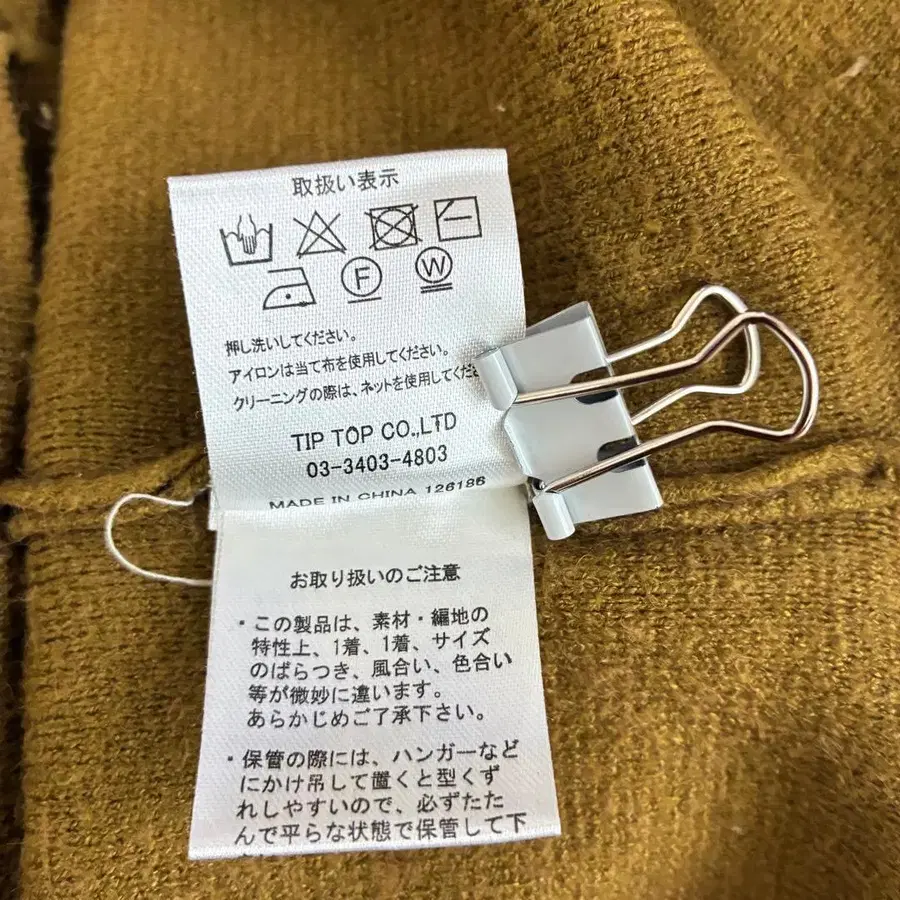 取扱い表示
F W
押し洗いしてください。
アイロンは当て布を使用してください。
クリーニングの際は、ネットを使用してくださ
TIP TOP CO.,LTD
03-3403-4803
MADE IN CHINA 126186
お取り扱いのご注意
・この製品は、素材・編地の
特性上、1着、1着、サイズ
のばらつき、風合い、色合い
等が微妙に違います。
あらかじめご了承下さい。
・保管の際には、ハンガーなど
にかけ吊して置くと型くず
れしやすいので、必ずたた
んで平らな状態で保管して下